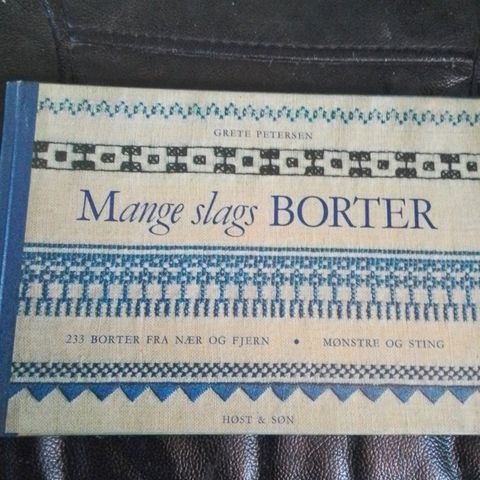 GRETE PETERSEN
Mange slags BORTER
233 BORTER FRA NÆR OG FJERN • MØNSTRE OG STING
HØST & SØN